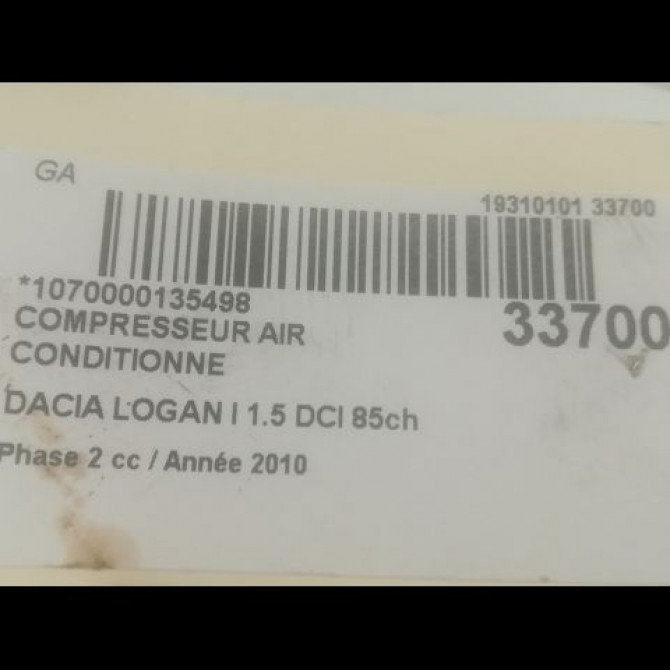 GA
19310101 33700
*1070000135498
33700
COMPRESSEUR AIR
CONDITIONNE
DACIA LOGAN I 1.5 DCI 85ch
Phase 2 cc / Année 2010